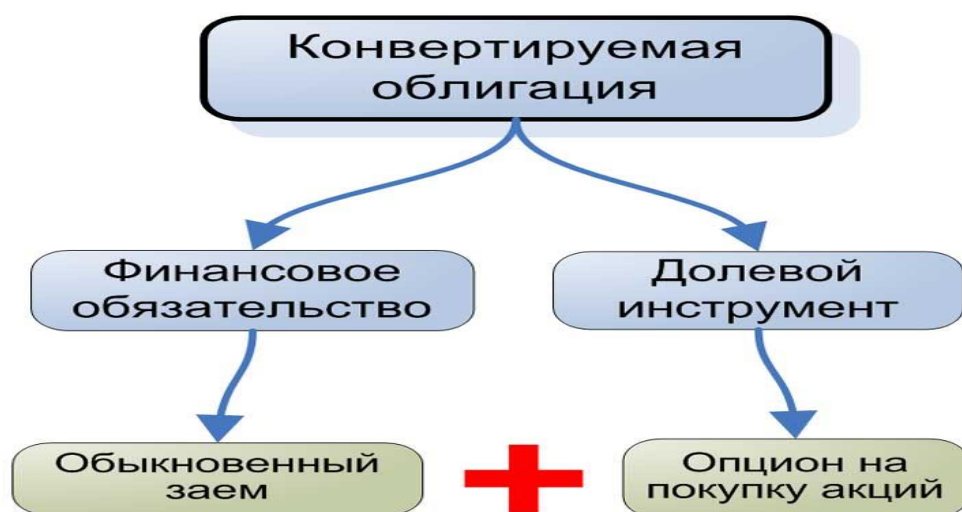 Конвертируемая
облигация
Финансовое
обязательство
Долевой
инструмент
Обыкновенный
заем
Опцион на
покупку акций